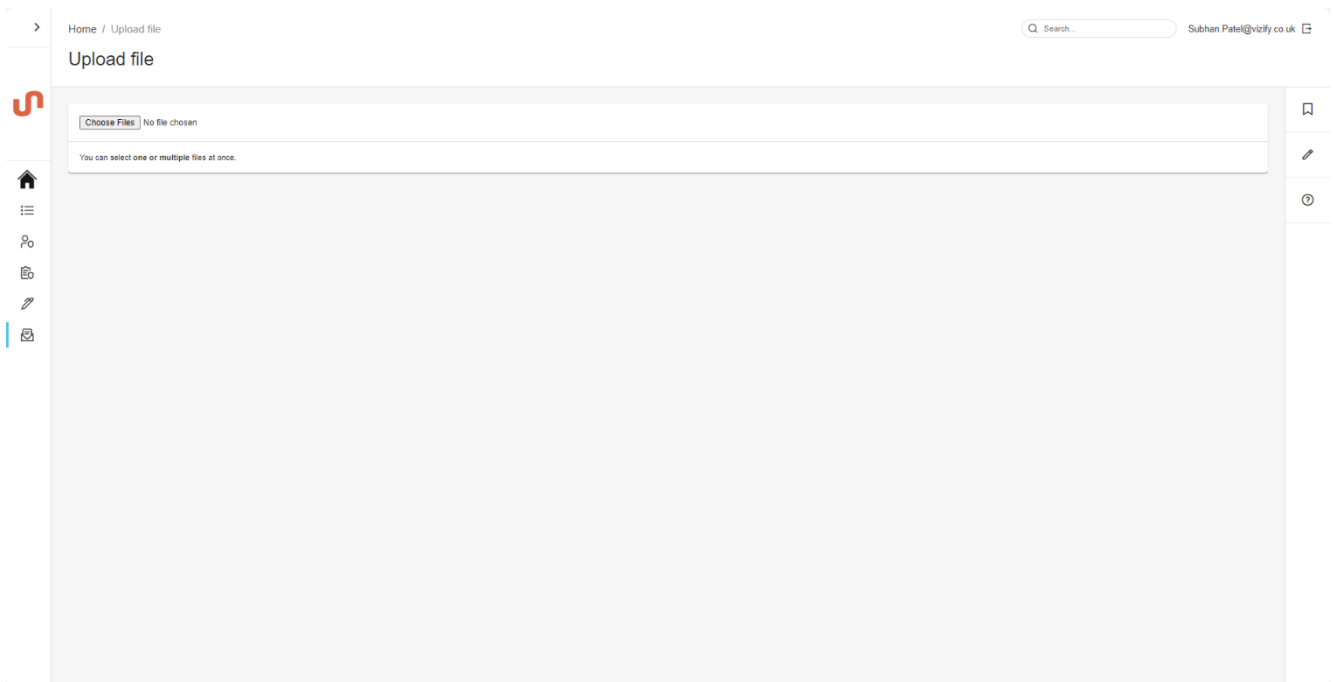 Home / Upload file
Search...
Subhan.Patel@vizify.co.uk
Upload file
Choose Files No file chosen
You can select one or multiple files at once.